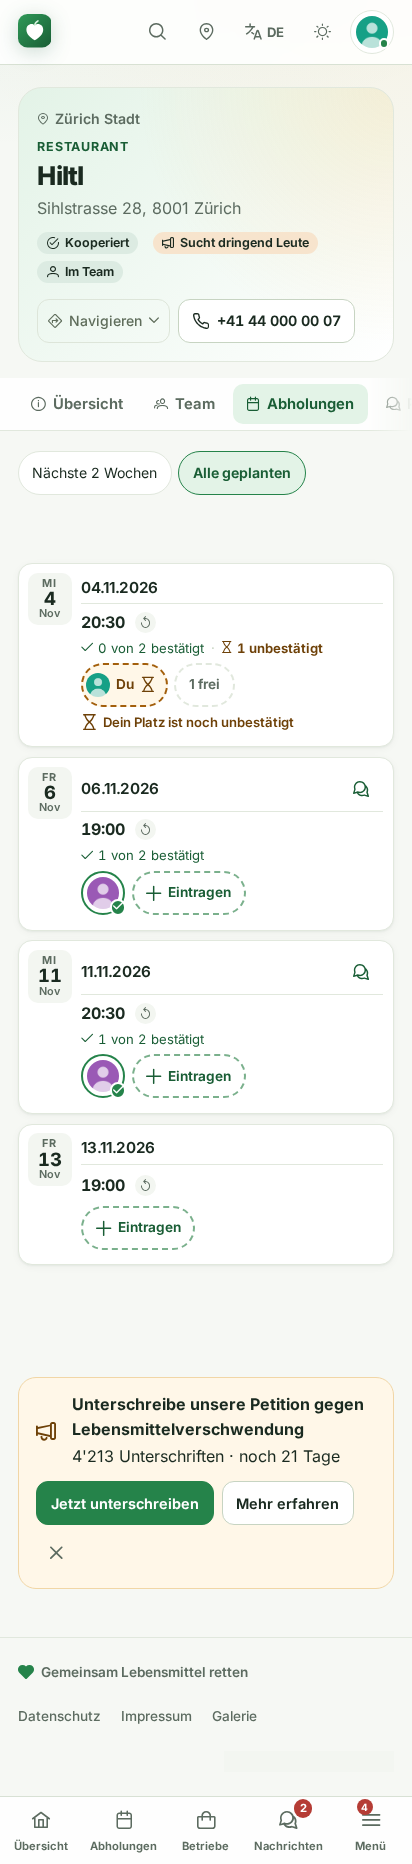 DE
Zürich Stadt
RESTAURANT
Hiltl
Sihlstrasse 28, 8001 Zürich
Kooperiert
Sucht dringend Leute
Im Team
Navigieren
+41 44 000 00 07
Übersicht
Team
Abholungen
Nächste 2 Wochen
Alle geplanten
MI
4
Nov
04.11.2026
20:30
0 von 2 bestätigt · 1 unbestätigt
Du
1 frei
Dein Platz ist noch unbestätigt
FR
6
Nov
06.11.2026
19:00
1 von 2 bestätigt
Eintragen
MI
11
Nov
11.11.2026
20:30
1 von 2 bestätigt
Eintragen
FR
13
Nov
13.11.2026
19:00
Eintragen
Unterschreibe unsere Petition gegen
Lebensmittelverschwendung
4'213 Unterschriften · noch 21 Tage
Jetzt unterschreiben
Mehr erfahren
Gemeinsam Lebensmittel retten
Datenschutz
Impressum
Galerie
Übersicht
Abholungen
Betriebe
2
Nachrichten
4
Menü